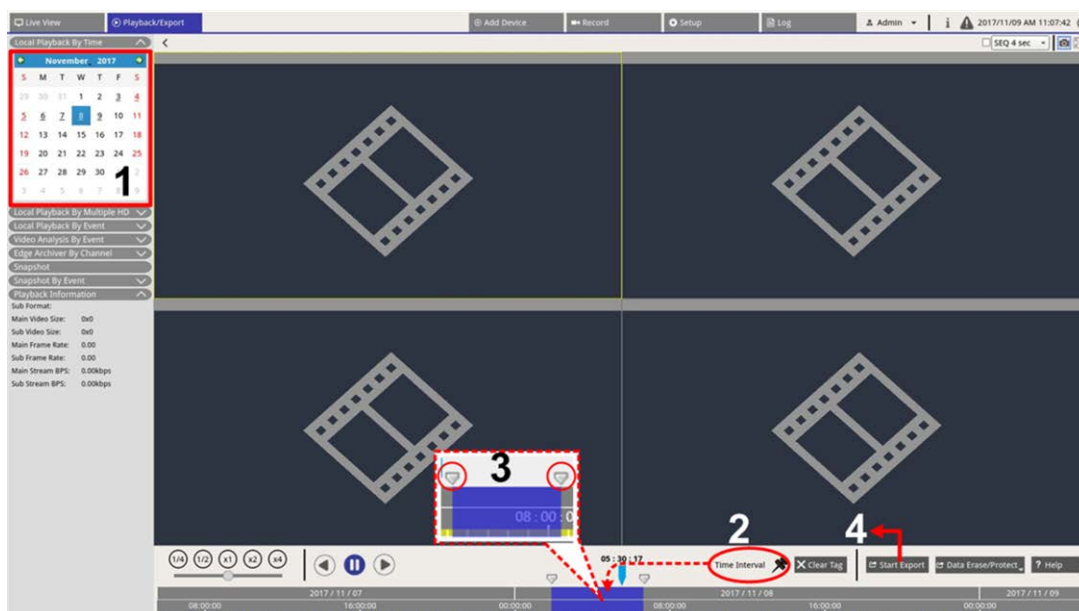 Live View
Playback/Export
Add Device
Record
Setup
Log
Admin
2017/11/09 AM 11:07:42
Local Playback By Time
SEQ 4 sec
November 2017
S M T W T F S
29 30 31 1 2 3 4
5 6 7 8 9 10 11
12 13 14 15 16 17 18
19 20 21 22 23 24 25
26 27 28 29 30 2
3 4 5 6 7 8 9
1
Local Playback By Multiple HD
Local Playback By Event
Video Analysis By Event
Edge Archiver By Channel
Snapshot
Snapshot By Event
Playback Information
Sub Format:
Main Video Size: 0x0
Sub Video Size: 0x0
Main Frame Rate: 0.00
Sub Frame Rate: 0.00
Main Stream BPS: 0.00kbps
Sub Stream BPS: 0.00kbps
3
08:00:0
2
4
1/4 1/2 x1 x2 x4
05:30:17
Time Interval
Clear Tag
Start Export
Data Erase/Protect
? Help
2017/11/07
2017/11/08
2017/11/09
08:00:00
16:00:00
00:00:00
08:00:00
16:00:00
00:00:00